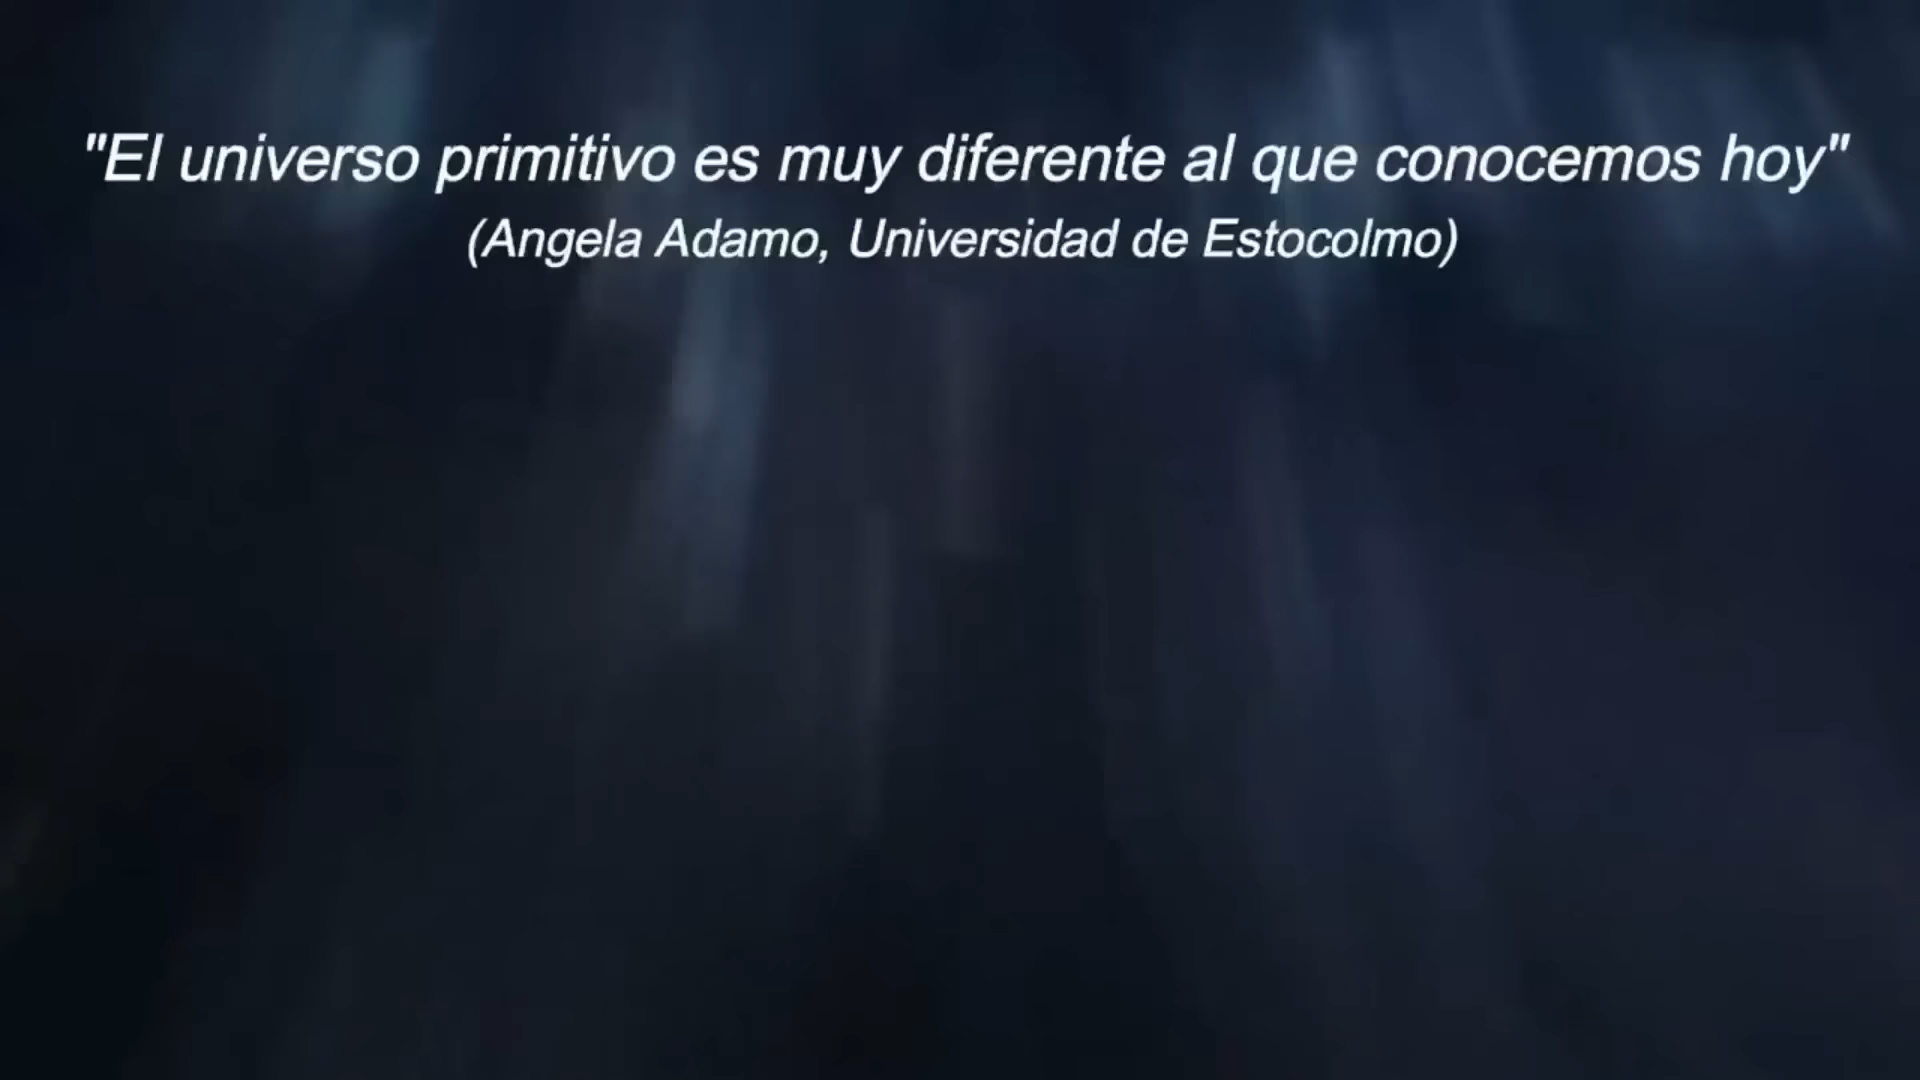 "El universo primitivo es muy diferente al que conocemos hoy"
(Angela Adamo, Universidad de Estocolmo)